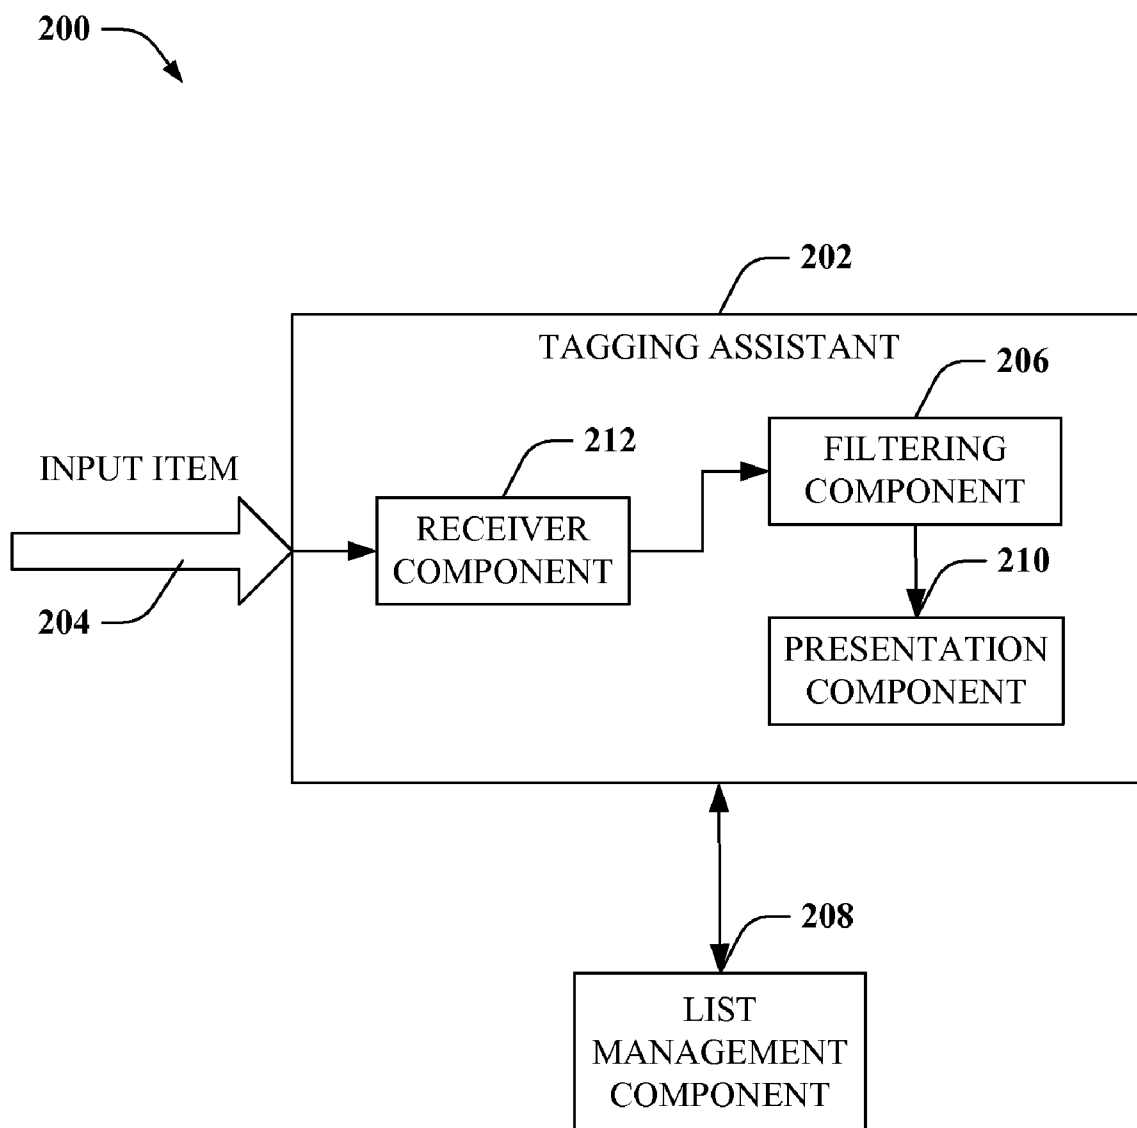 200
202
TAGGING ASSISTANT
206
212
FILTERING
COMPONENT
INPUT ITEM
RECEIVER
COMPONENT
204
210
PRESENTATION
COMPONENT
208
LIST
MANAGEMENT
COMPONENT